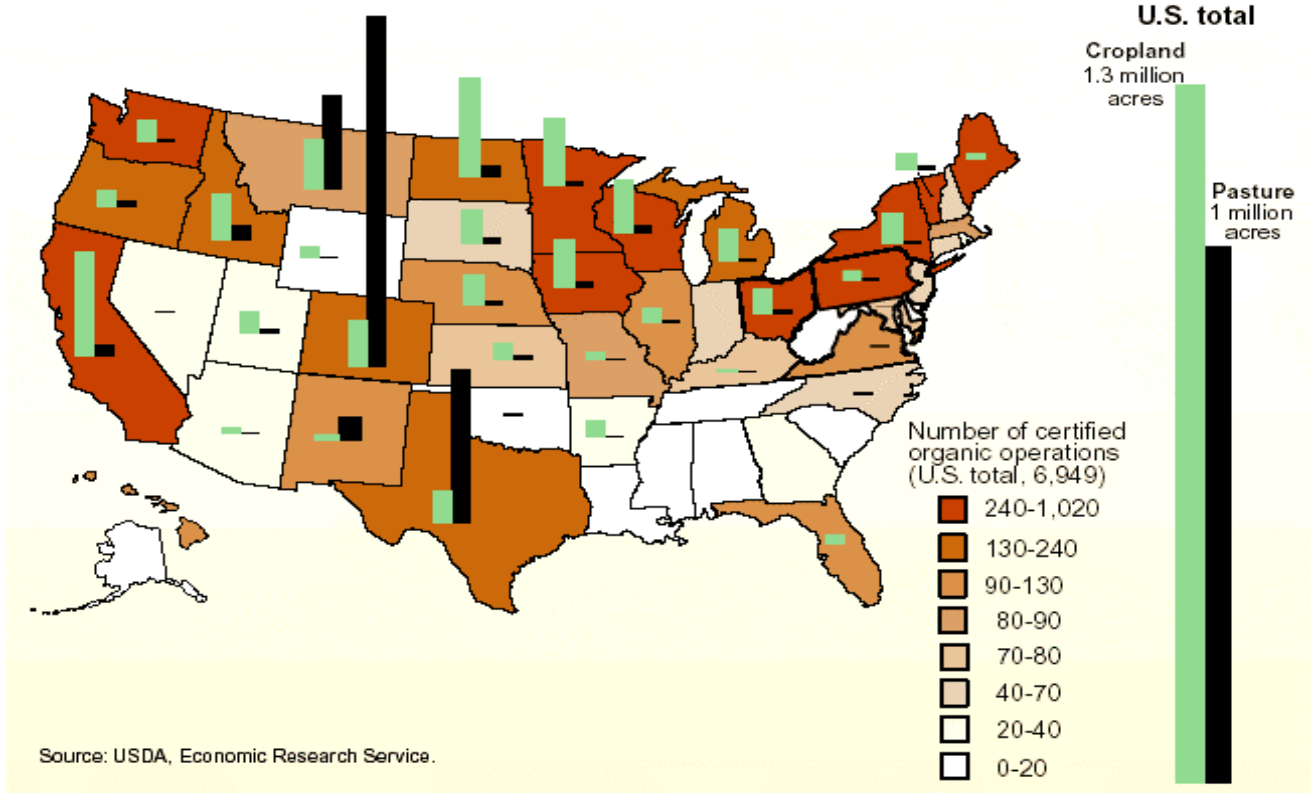 U.S. total
Cropland
1.3 million
acres
Pasture
1 million
acres
Number of certified
organic operations
(U.S. total, 6,949)
240-1,020
130-240
90-130
80-90
70-80
40-70
20-40
0-20
Source: USDA, Economic Research Service.